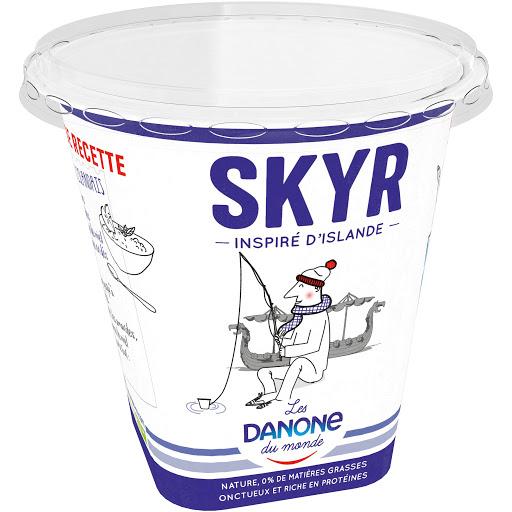 RECETTE
SKYR
INSPIRÉ D'ISLANDE
Les
DANONE
du monde
NATURE, 0% DE MATIÈRES GRASSES
ONCTUEUX ET RICHE EN PROTÉINES